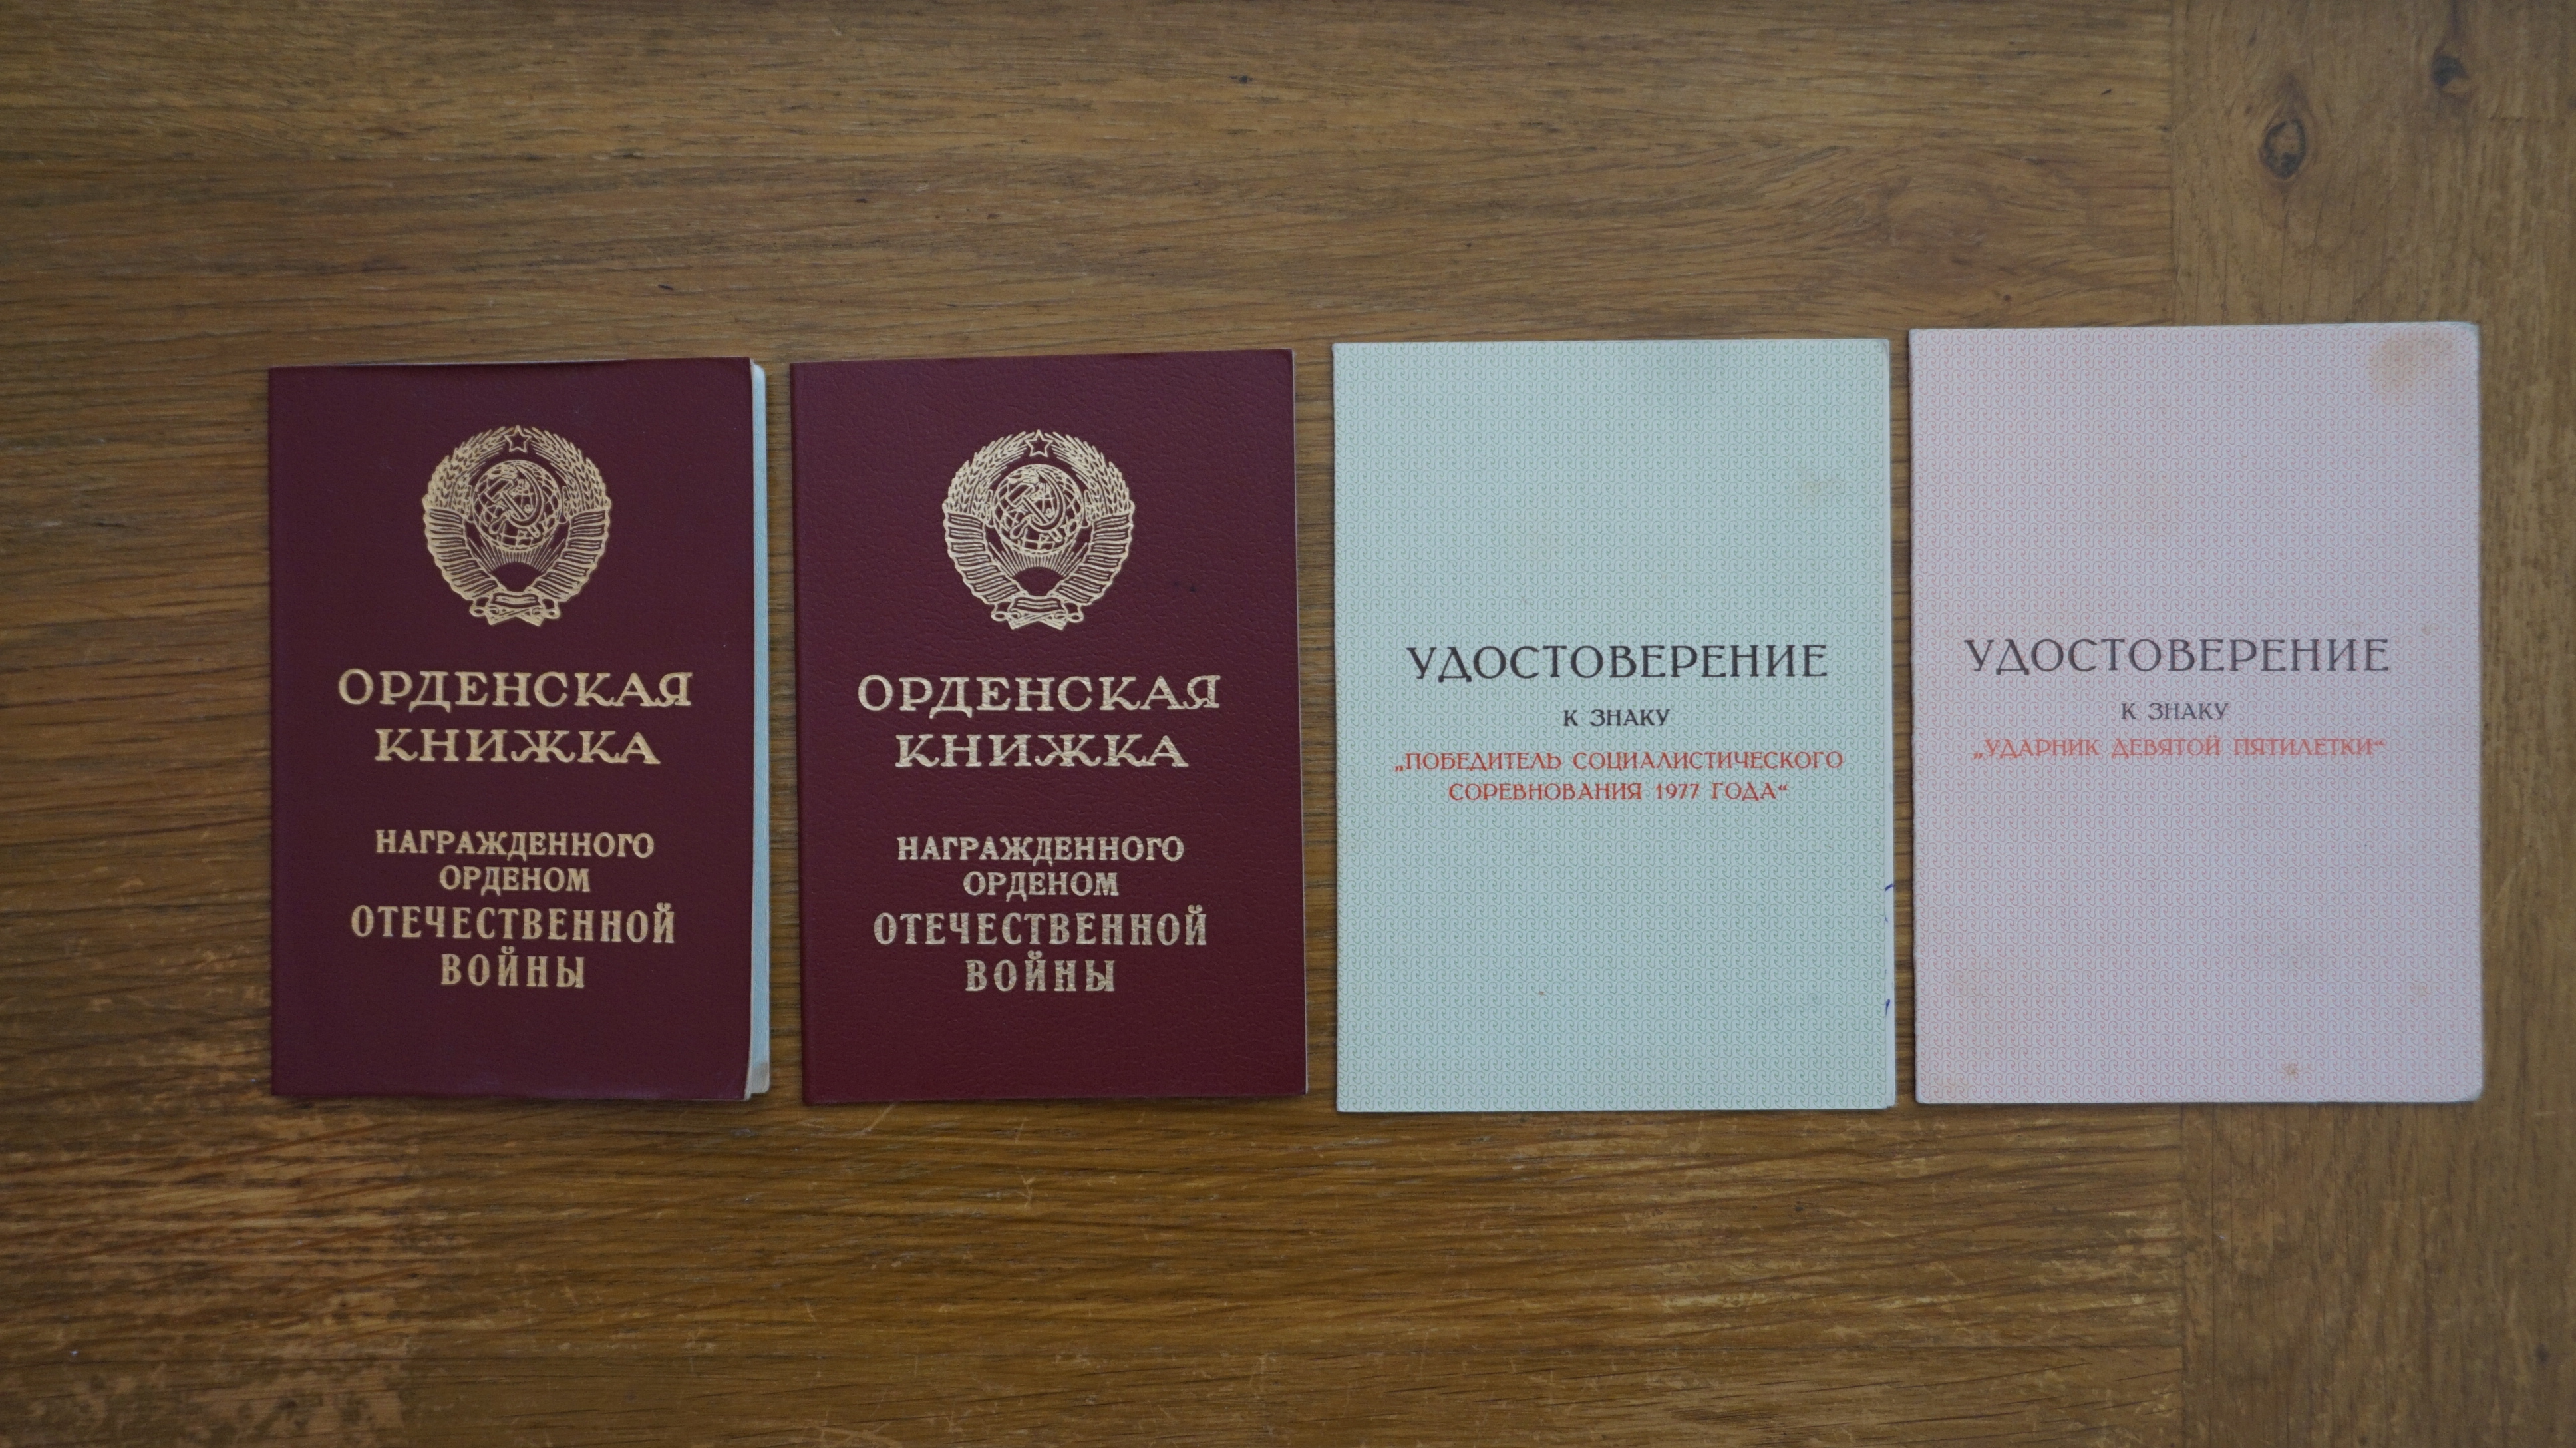 ОРДЕНСКАЯ
КНИЖКА
НАГРАЖДЕННОГО
ОРДЕНОМ
ОТЕЧЕСТВЕННОЙ
ВОЙНЫ
ОРДЕНСКАЯ
КНИЖКА
НАГРАЖДЕННОГО
ОРДЕНОМ
ОТЕЧЕСТВЕННОЙ
ВОЙНЫ
УДОСТОВЕРЕНИЕ
К ЗНАКУ
„ПОБЕДИТЕЛЬ СОЦИАЛИСТИЧЕСКОГО
СОРЕВНОВАНИЯ 1977 ГОДА“
УДОСТОВЕРЕНИЕ
К ЗНАКУ
„УДАРНИК ДЕВЯТОЙ ПЯТИЛЕТКИ“